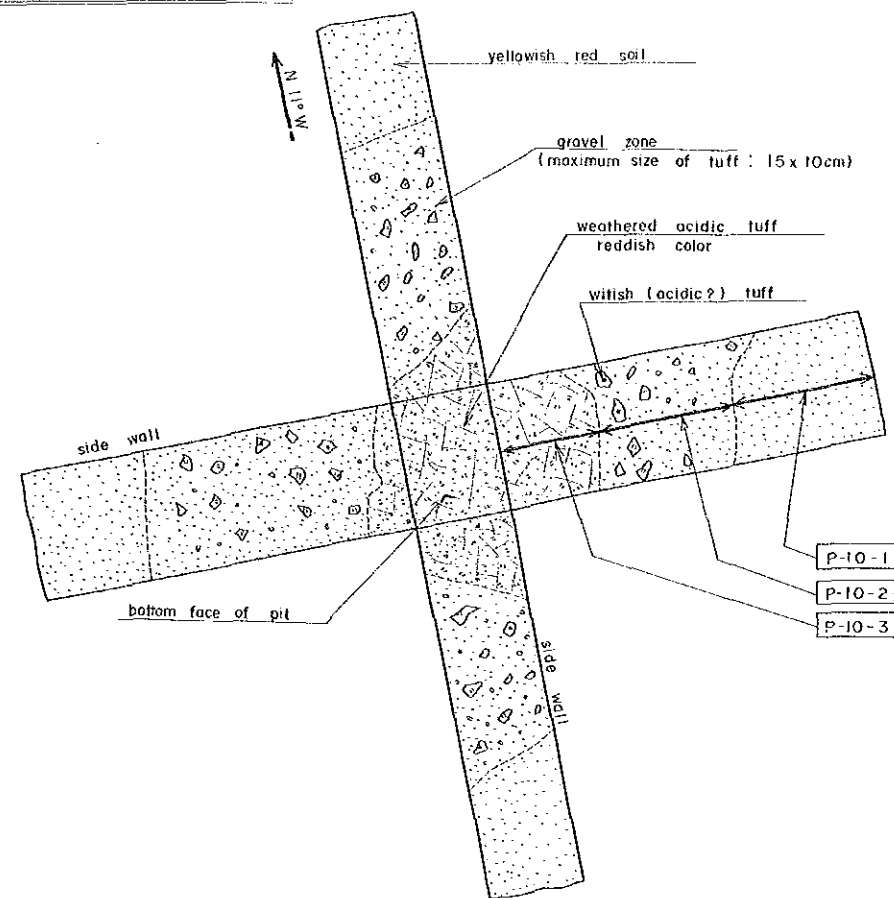 yellowish red soil
N 11° W
gravel zone
(maximum size of tuff : 15 x 10cm)
weathered acidic tuff
reddish color
witish (acidic?) tuff
side wall
P-10-1
P-10-2
P-10-3
bottom face of pit
side wall